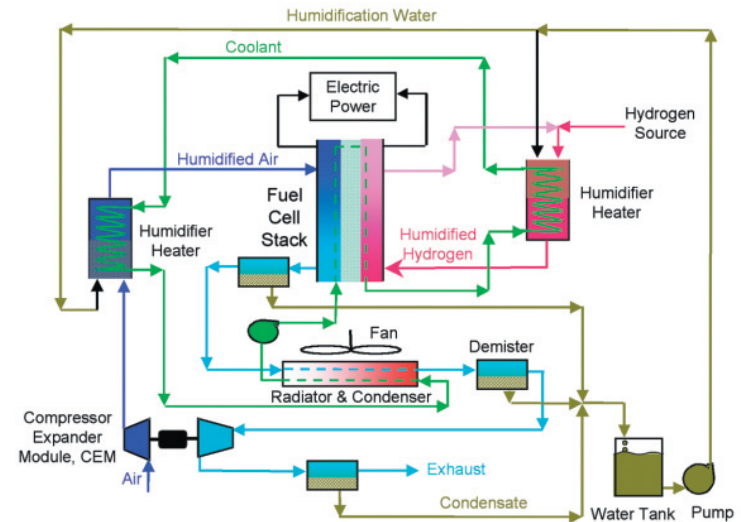 Humidification Water
Coolant
Electric
Power
Hydrogen
Source
Humidified Air
Fuel
Cell
Stack
Humidifier
Heater
Humidifier
Heater
Humidified
Hydrogen
Fan
Demister
Radiator & Condenser
Compressor
Expander
Module, CEM
Air
Exhaust
Condensate
Water Tank
Pump